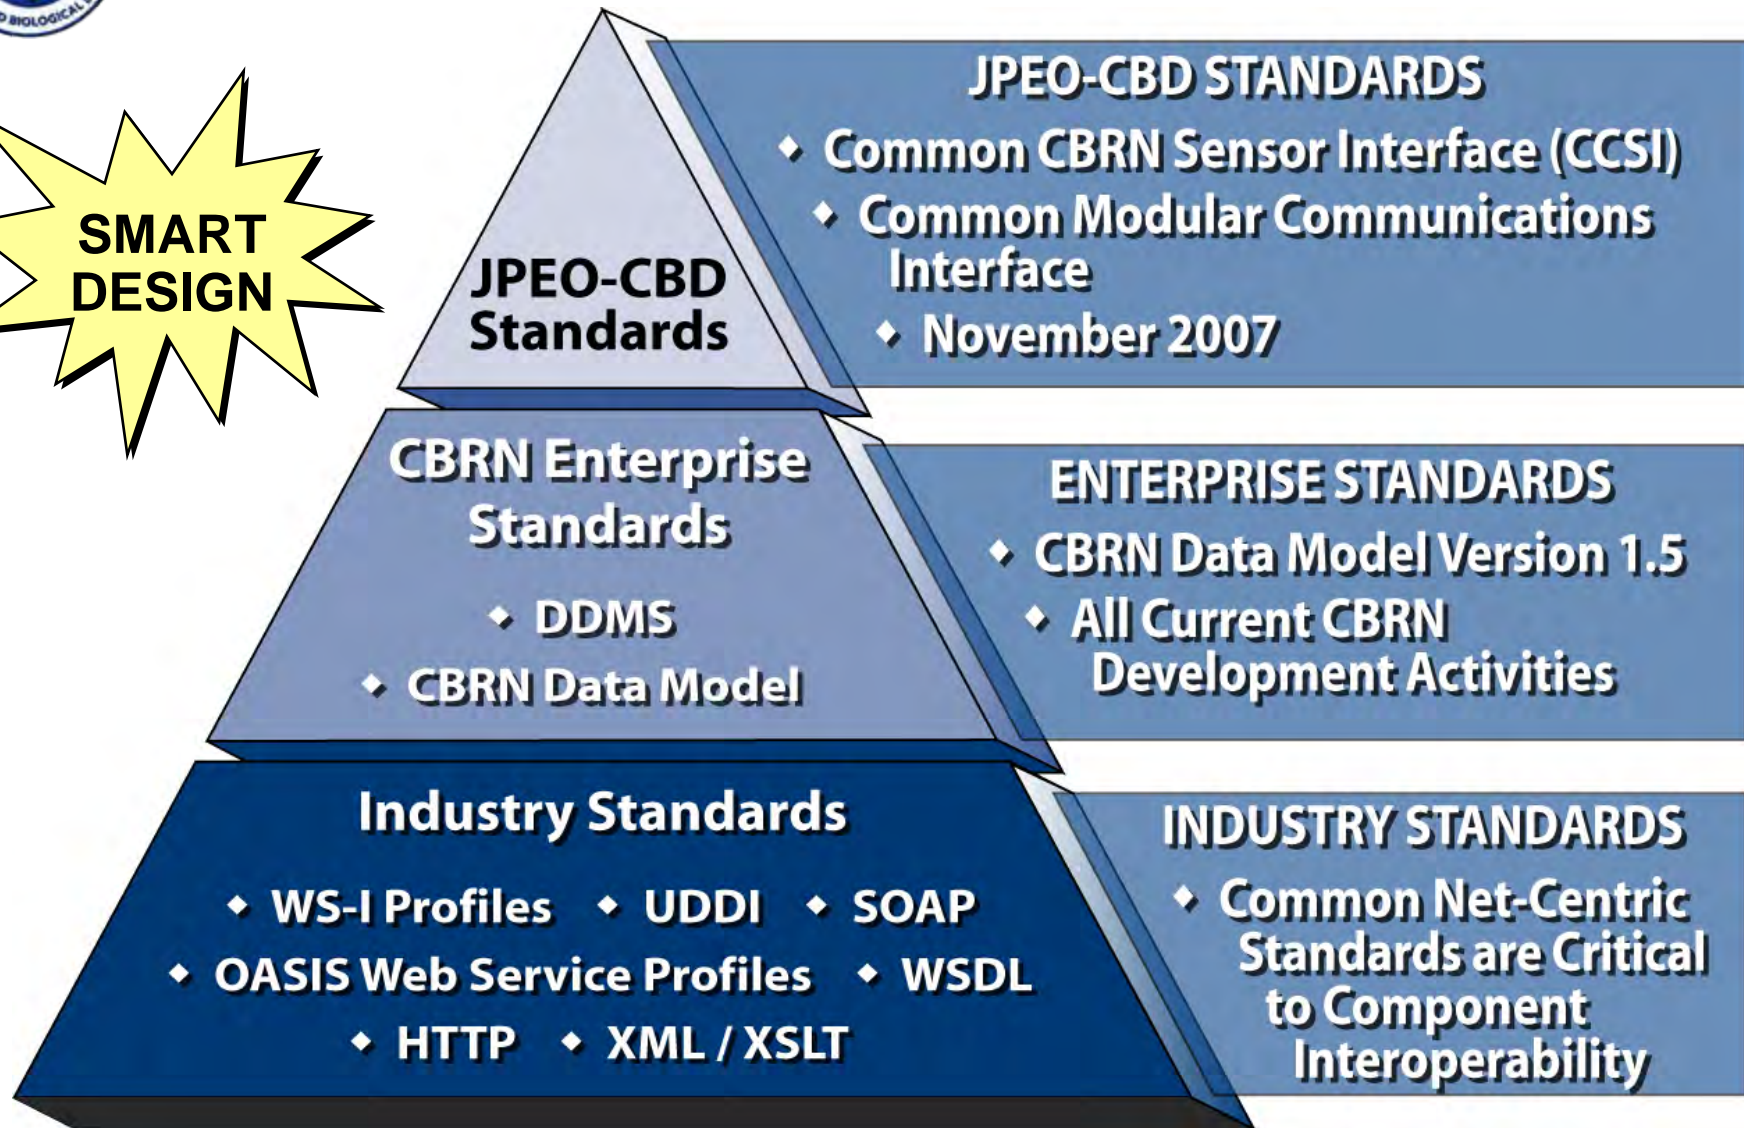 D BIOLOGICAL
SMART
DESIGN
JPEO-CBD
Standards
JPEO-CBD STANDARDS
◆ Common CBRN Sensor Interface (CCSI)
◆ Common Modular Communications
Interface
◆ November 2007
CBRN Enterprise
Standards
◆ DDMS
◆ CBRN Data Model
ENTERPRISE STANDARDS
◆ CBRN Data Model Version 1.5
◆ All Current CBRN
Development Activities
Industry Standards
◆ WS-I Profiles ◆ UDDI ◆ SOAP
◆ OASIS Web Service Profiles ◆ WSDL
◆ HTTP ◆ XML / XSLT
INDUSTRY STANDARDS
◆ Common Net-Centric
Standards are Critical
to Component
Interoperability